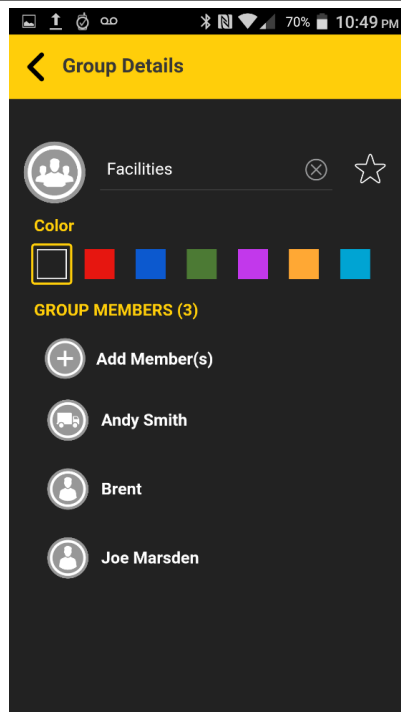 70% 10:49 PM
Group Details
Facilities
Color
GROUP MEMBERS (3)
Add Member(s)
Andy Smith
Brent
Joe Marsden